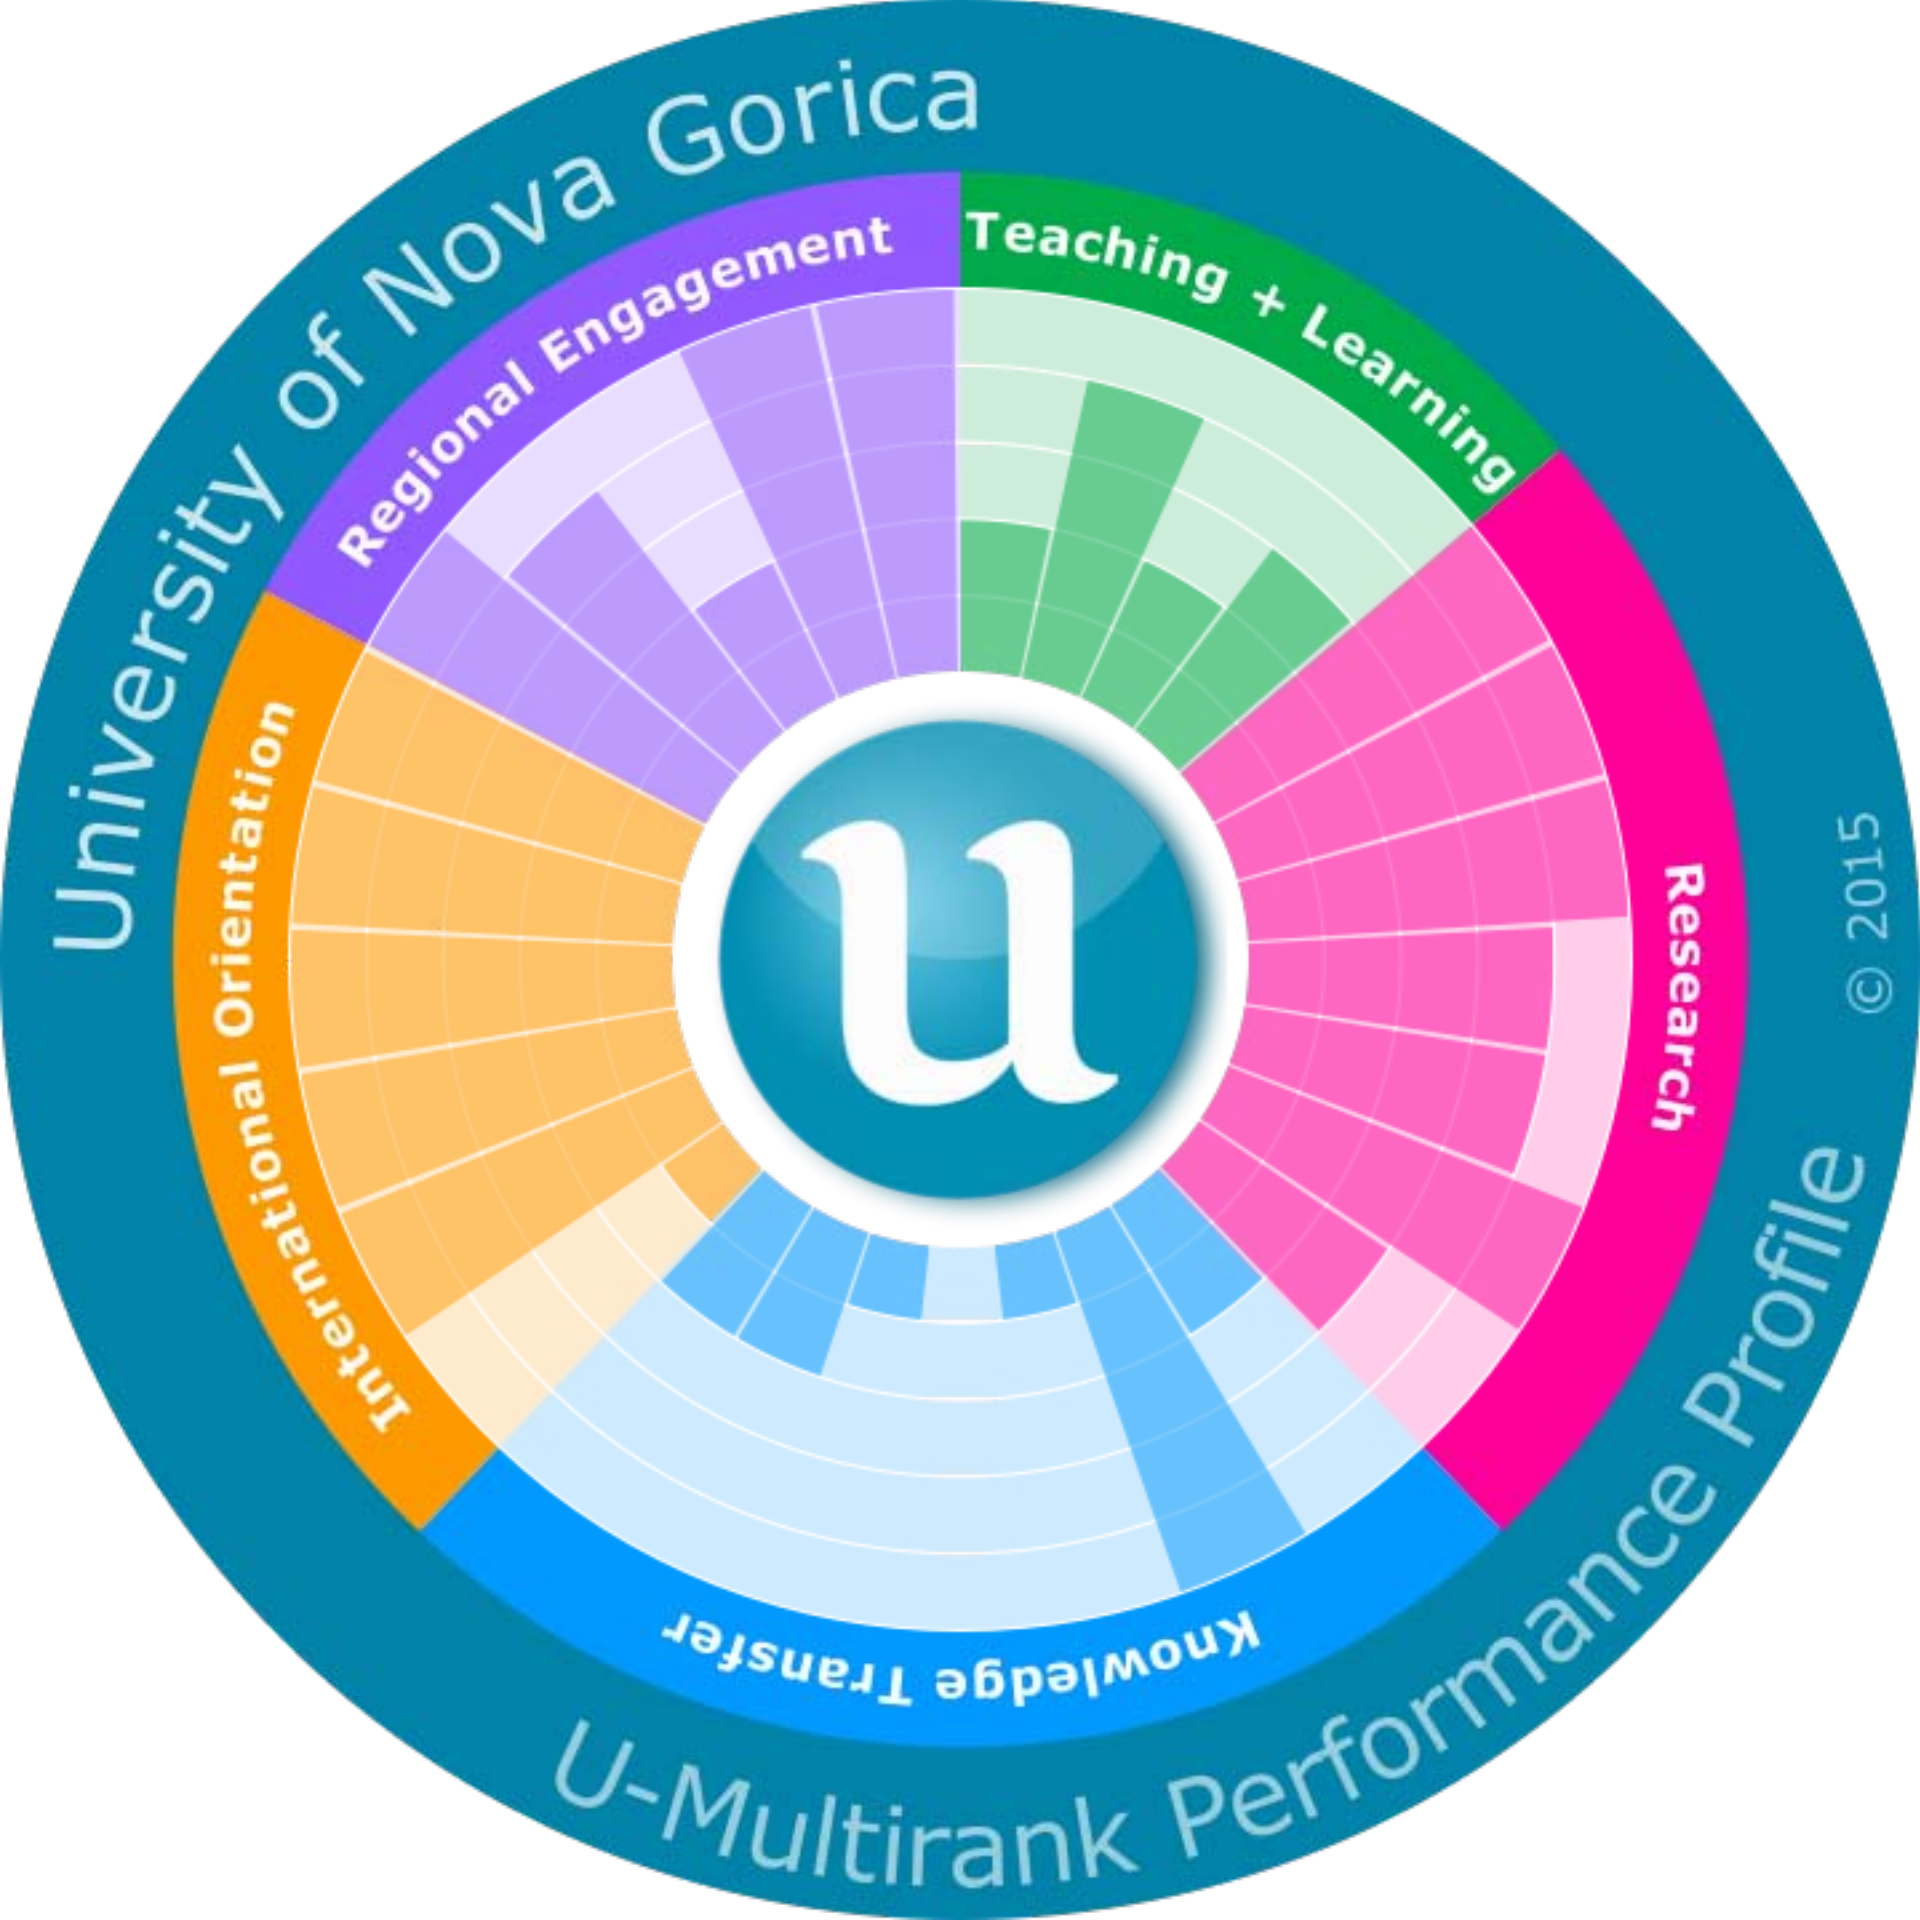 University of Nova Gorica
Teaching + Learning
Research
Knowledge Transfer
International Orientation
Regional Engagement
u
© 2015
U-Multirank Performance Profile